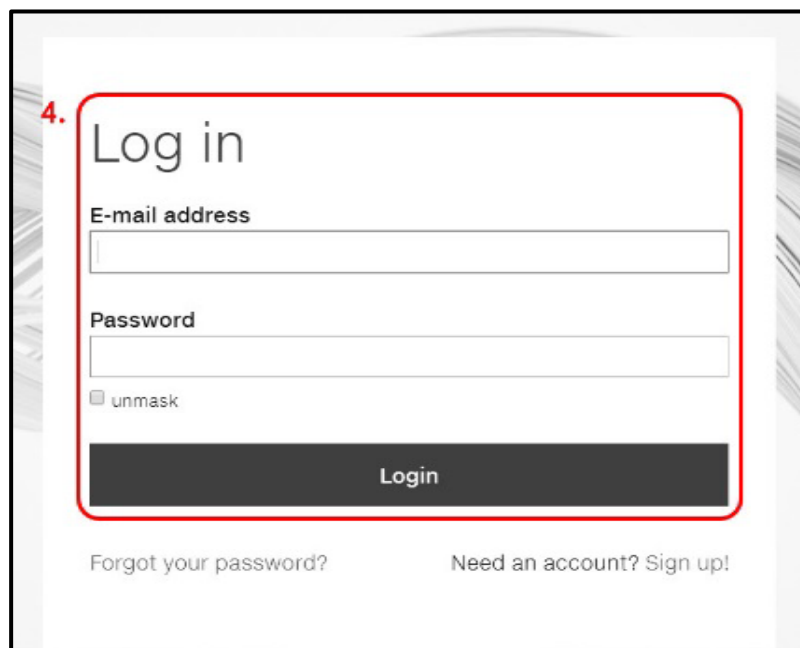 4.
Log in
E-mail address
Password
unmask
Login
Forgot your password? Need an account? Sign up!